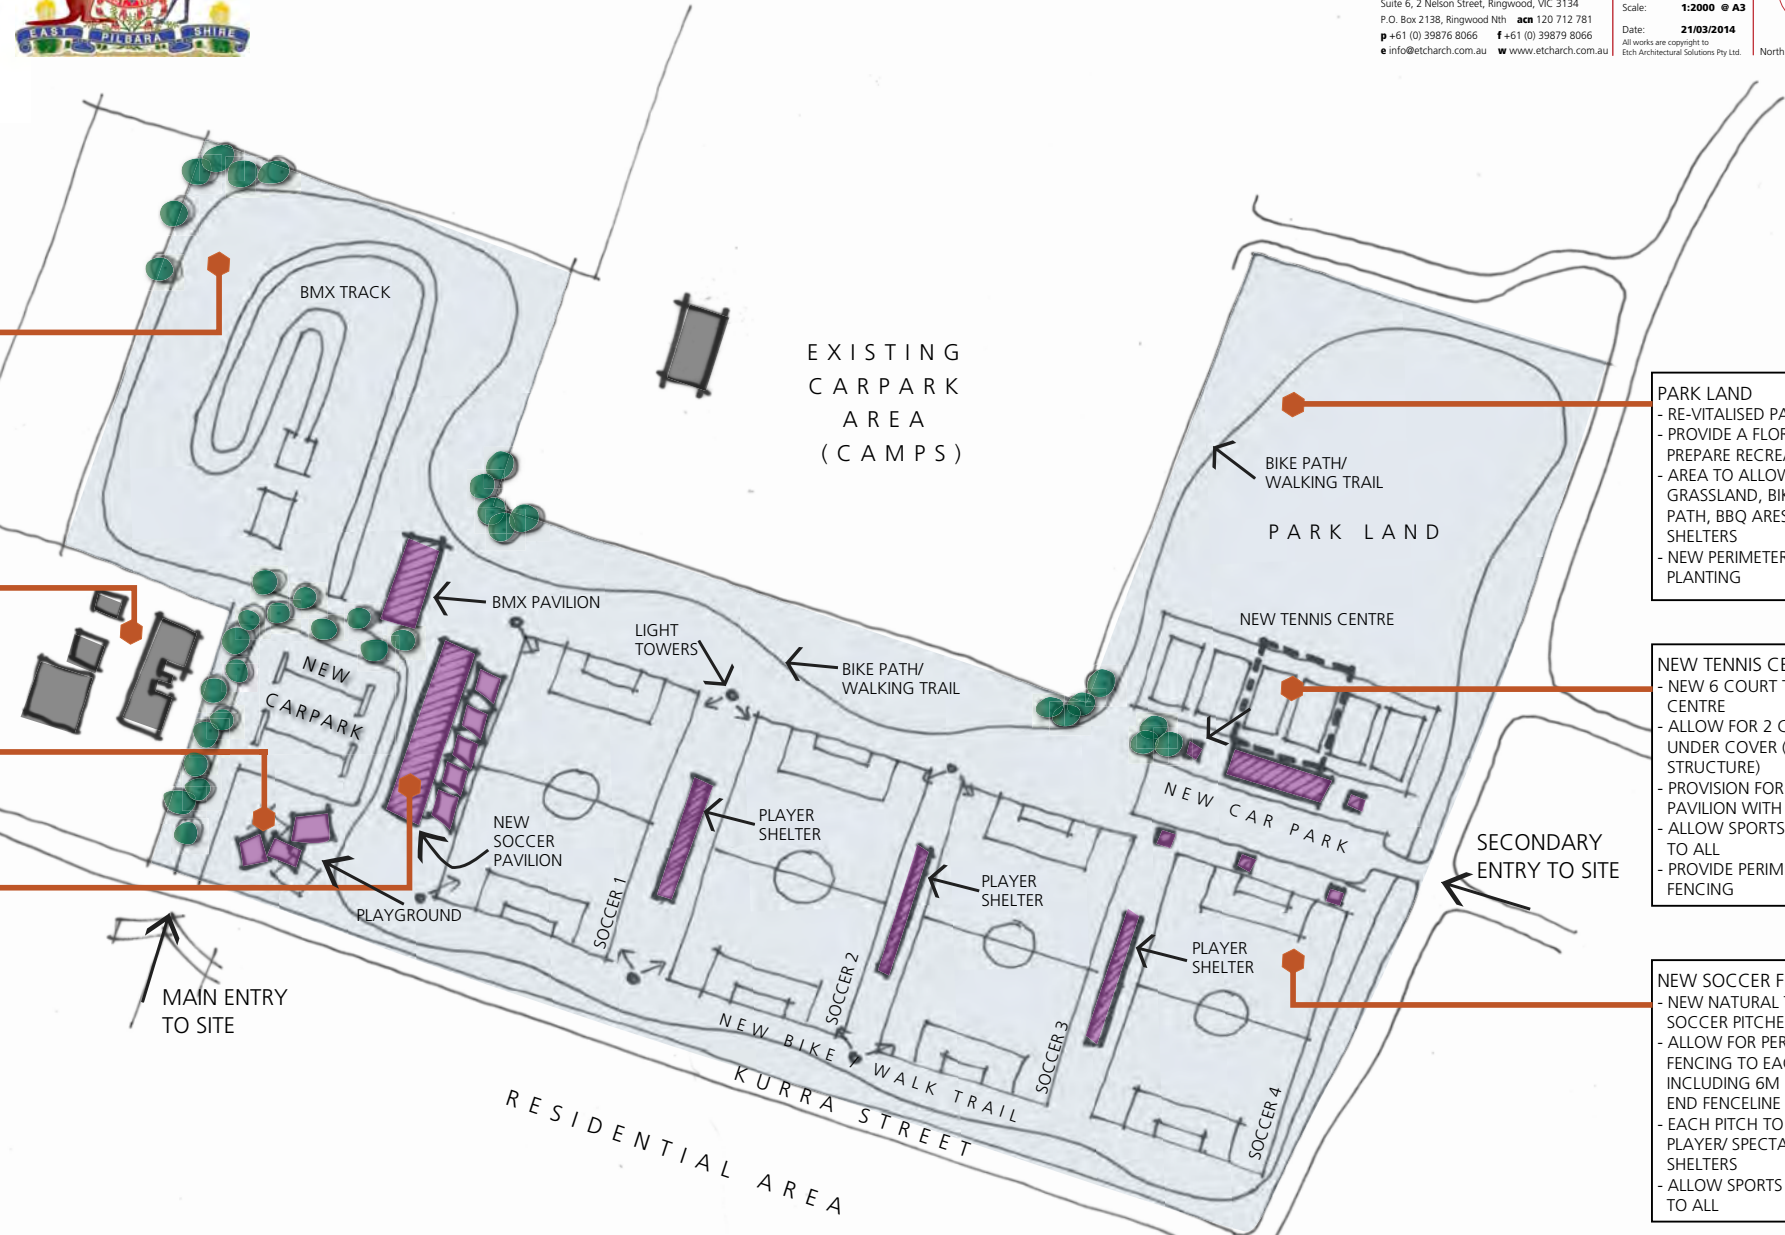 EAST PILBARA SHIRE
Suite 6, 2 Nelson Street, Ringwood, VIC 3134
P.O. Box 2138, Ringwood Nth acn 120 712 781
p +61 (0) 39876 8066 f +61 (0) 39879 8066
e info@etcharch.com.au w www.etcharch.com.au
Scale: 1:2000 @ A3
Date: 21/03/2014
All works are copyright to
Etch Architectural Solutions Pty Ltd.
North
BMX TRACK
EXISTING
CARPARK
AREA
(CAMPS)
BIKE PATH/
WALKING TRAIL
PARK LAND
PARK LAND
- RE-VITALISED PA
- PROVIDE A FLOR
PREPARE RECREA
- AREA TO ALLOW
GRASSLAND, BIK
PATH, BBQ ARES
SHELTERS
- NEW PERIMETER
PLANTING
BMX PAVILION
LIGHT
TOWERS
BIKE PATH/
WALKING TRAIL
NEW TENNIS CENTRE
NEW
CARPARK
NEW TENNIS CE
- NEW 6 COURT T
CENTRE
- ALLOW FOR 2 C
UNDER COVER (
STRUCTURE)
- PROVISION FOR
PAVILION WITH
- ALLOW SPORTS
TO ALL
- PROVIDE PERIM
FENCING
NEW CAR PARK
NEW
SOCCER
PAVILION
PLAYER
SHELTER
PLAYER
SHELTER
PLAYER
SHELTER
SECONDARY
ENTRY TO SITE
PLAYGROUND
SOCCER 1
SOCCER 2
SOCCER 3
SOCCER 4
MAIN ENTRY
TO SITE
NEW BIKE / WALK TRAIL
KURRA STREET
RESIDENTIAL AREA
NEW SOCCER F
- NEW NATURAL T
SOCCER PITCHE
- ALLOW FOR PER
FENCING TO EAC
INCLUDING 6M
END FENCELINE
- EACH PITCH TO
PLAYER/ SPECTA
SHELTERS
- ALLOW SPORTS
TO ALL